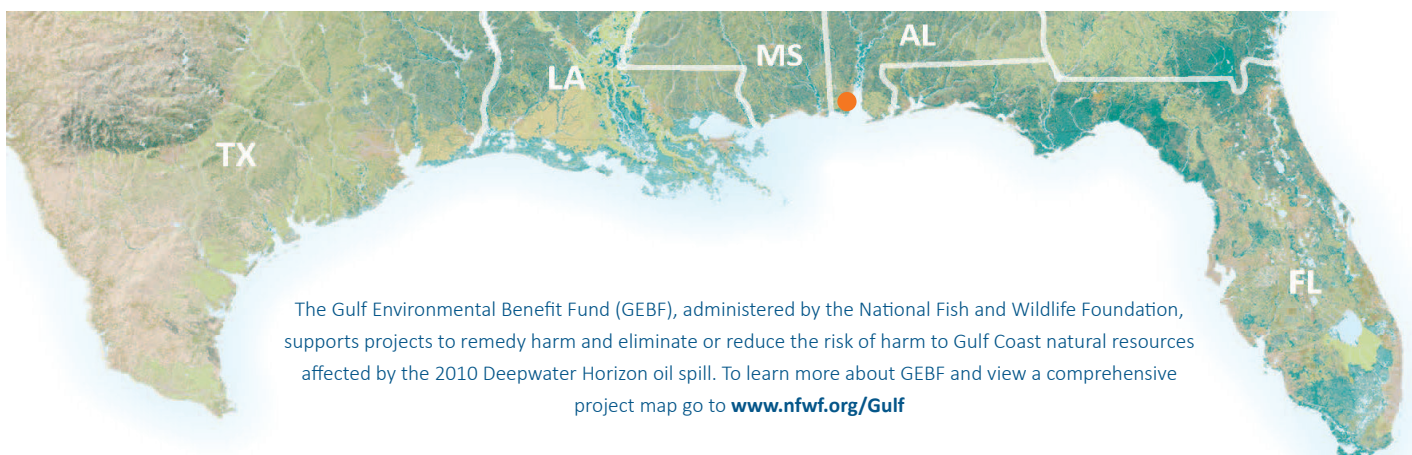 AL
MS
LA
TX
FL
The Gulf Environmental Benefit Fund (GEBF), administered by the National Fish and Wildlife Foundation,
supports projects to remedy harm and eliminate or reduce the risk of harm to Gulf Coast natural resources
affected by the 2010 Deepwater Horizon oil spill. To learn more about GEBF and view a comprehensive
project map go to www.nfwf.org/Gulf